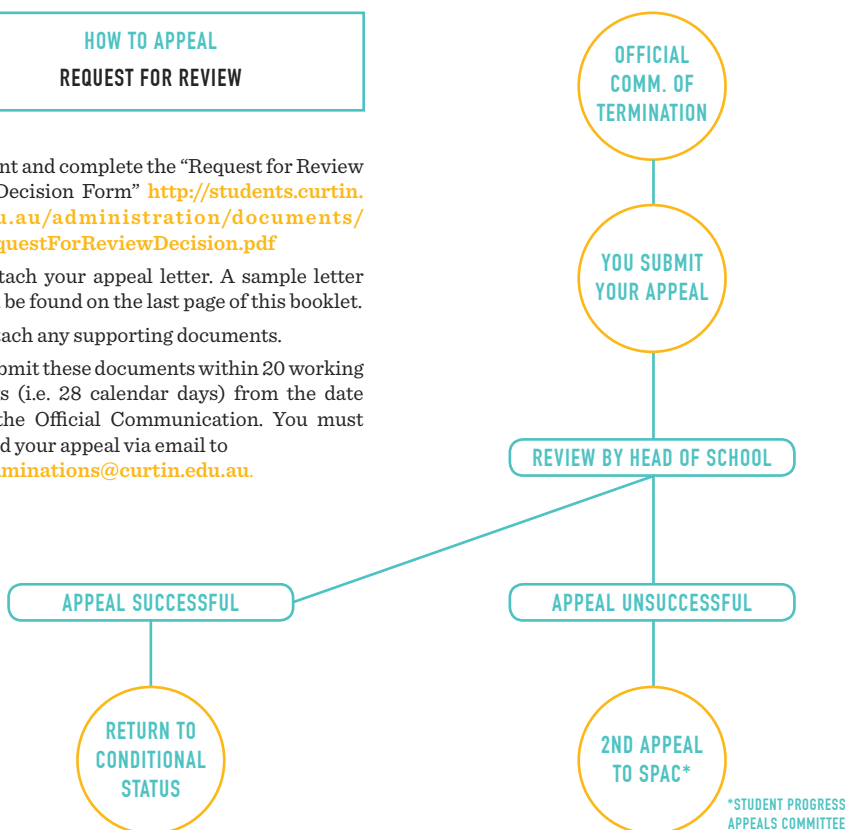 HOW TO APPEAL
REQUEST FOR REVIEW
and complete the “Request for Review
Decision Form” http://students.curtin.
.au/administration/documents/
questForReviewDecision.pdf
tach your appeal letter. A sample letter
be found on the last page of this booklet.
tach any supporting documents.
bmit these documents within 20 working
s (i.e. 28 calendar days) from the date
the Official Communication. You must
d your appeal via email to
aminations@curtin.edu.au.
OFFICIAL
COMM. OF
TERMINATION
YOU SUBMIT
YOUR APPEAL
REVIEW BY HEAD OF SCHOOL
APPEAL SUCCESSFUL
APPEAL UNSUCCESSFUL
RETURN TO
CONDITIONAL
STATUS
2ND APPEAL
TO SPAC*
*STUDENT PROGRESS
APPEALS COMMITTEE